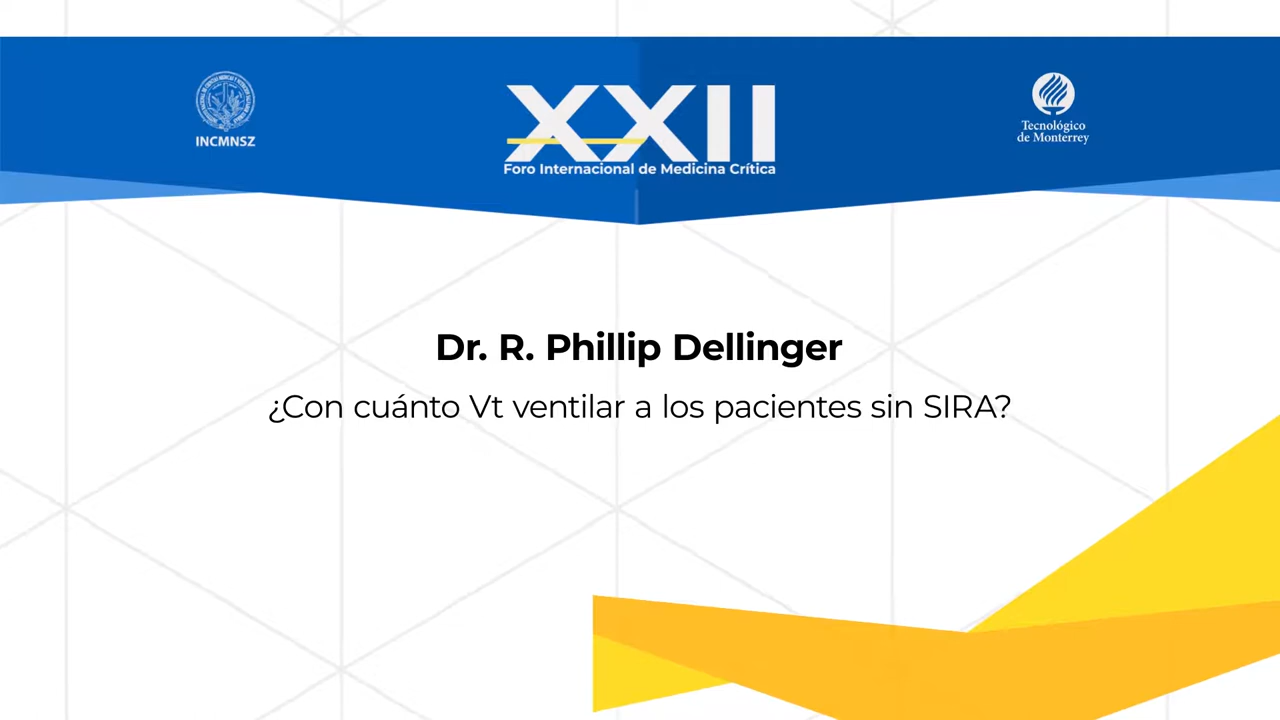 XXII
Foro Internacional de Medicina Crítica
INCMNSZ
Tecnológico
de Monterrey
Dr. R. Phillip Dellinger
¿Con cuánto Vt ventilar a los pacientes sin SIRA?